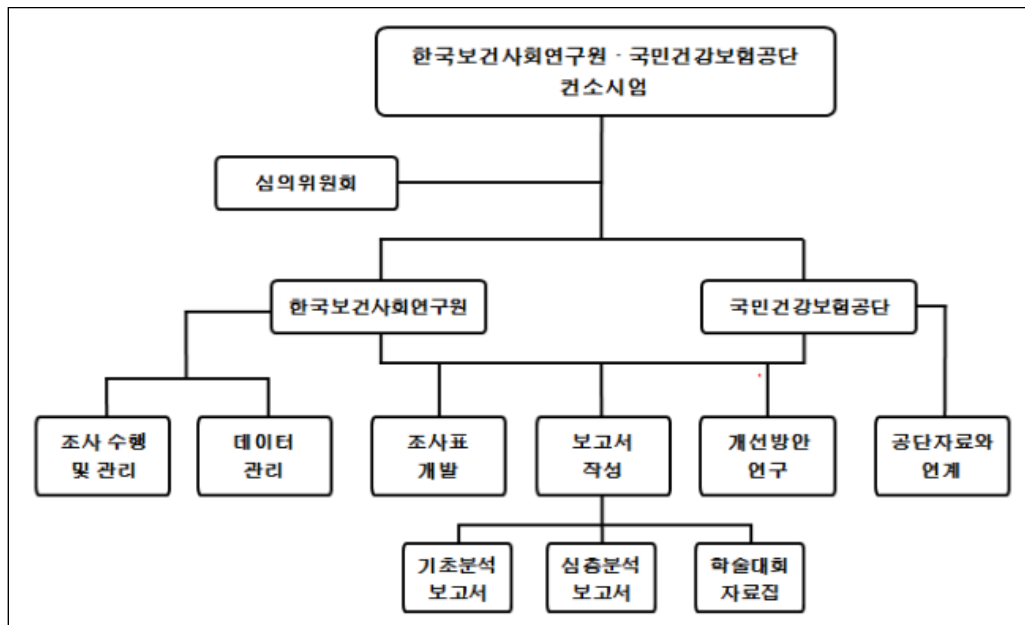 한국보건사회연구원 · 국민건강보험공단
컨소시엄
심의위원회
한국보건사회연구원
국민건강보험공단
조사 수행
및 관리
데이터
관리
조사표
개발
보고서
작성
개선방안
연구
공단자료와
연계
기초분석
보고서
심층분석
보고서
학술대회
자료집